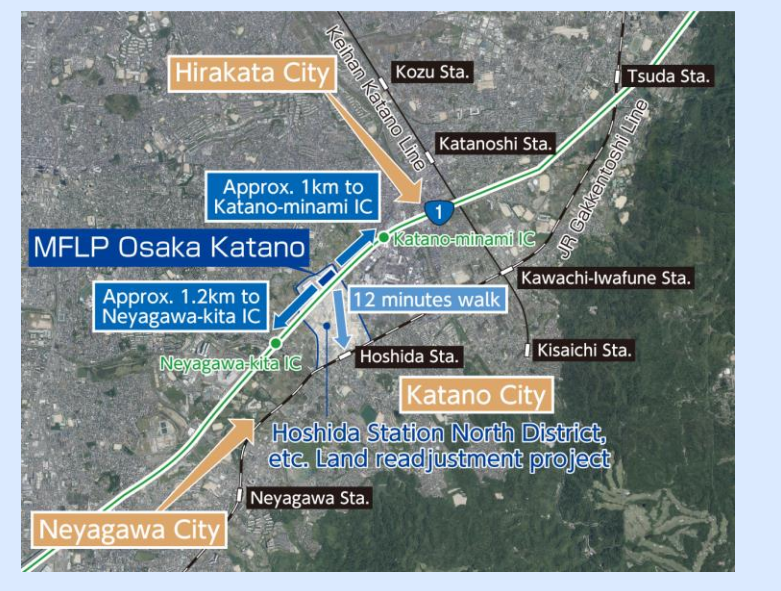 Hirakata City
Keihan Katano Line
Kozu Sta.
Tsuda Sta.
Katanoshi Sta.
JR Gakkentoshi Line
Approx. 1km to
Katano-minami IC
1
MFLP Osaka Katano
Katano-minami IC
Kawachi-Iwafune Sta.
Approx. 1.2km to
Neyagawa-kita IC
12 minutes walk
Neyagawa-kita IC
Hoshida Sta.
Kisaichi Sta.
Katano City
Hoshida Station North District,
etc. Land readjustment project
Neyagawa Sta.
Neyagawa City